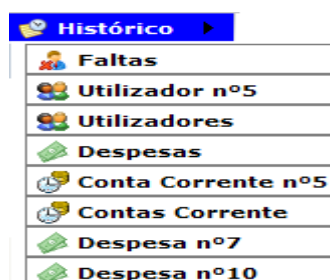 Histórico
Faltas
Utilizador nº5
Utilizadores
Despesas
Conta Corrente nº5
Contas Corrente
Despesa nº7
Despesa nº10